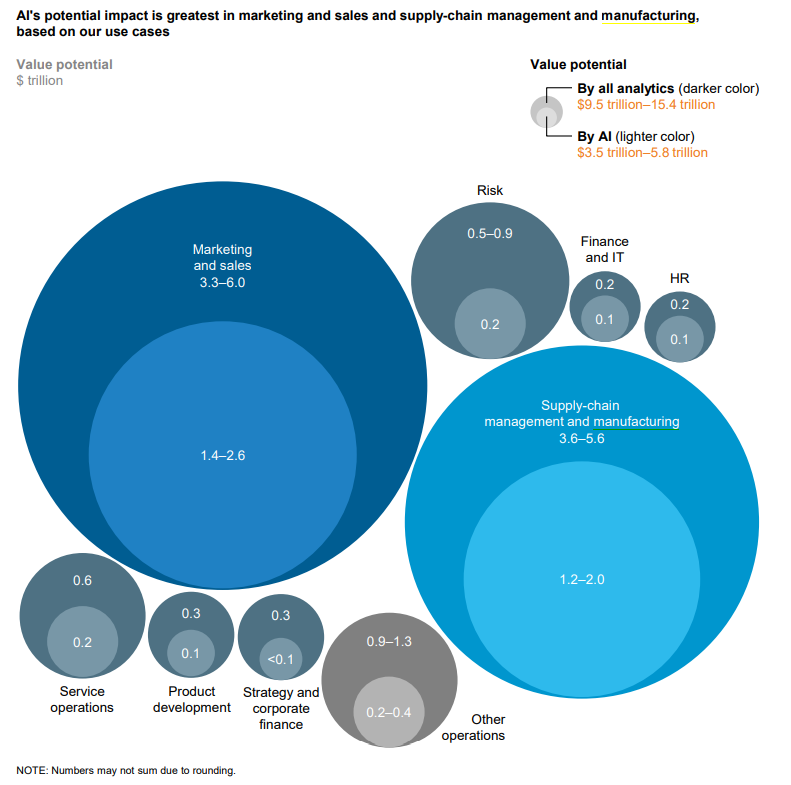 AI's potential impact is greatest in marketing and sales and supply-chain management and manufacturing,
based on our use cases
Value potential
$ trillion
Value potential
By all analytics (darker color)
$9.5 trillion–15.4 trillion
By AI (lighter color)
$3.5 trillion–5.8 trillion
Marketing
and sales
3.3–6.0
1.4–2.6
Risk
0.5–0.9
0.2
Finance
and IT
0.2
0.1
HR
0.2
0.1
Supply-chain
management and manufacturing
3.6–5.6
1.2–2.0
0.6
0.2
Service
operations
0.3
0.1
Product
development
0.3
<0.1
Strategy and
corporate
finance
0.9–1.3
0.2–0.4
Other
operations
NOTE: Numbers may not sum due to rounding.